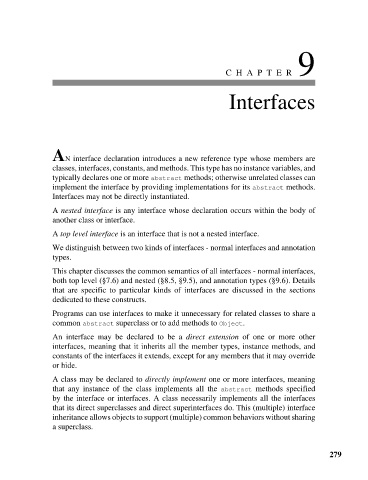 CHAPTER 9
Interfaces
AN interface declaration introduces a new reference type whose members are
classes, interfaces, constants, and methods. This type has no instance variables, and
typically declares one or more abstract methods; otherwise unrelated classes can
implement the interface by providing implementations for its abstract methods.
Interfaces may not be directly instantiated.
A nested interface is any interface whose declaration occurs within the body of
another class or interface.
A top level interface is an interface that is not a nested interface.
We distinguish between two kinds of interfaces - normal interfaces and annotation
types.
This chapter discusses the common semantics of all interfaces - normal interfaces,
both top level (§7.6) and nested (§8.5, §9.5), and annotation types (§9.6). Details
that are specific to particular kinds of interfaces are discussed in the sections
dedicated to these constructs.
Programs can use interfaces to make it unnecessary for related classes to share a
common abstract superclass or to add methods to Object.
An interface may be declared to be a direct extension of one or more other
interfaces, meaning that it inherits all the member types, instance methods, and
constants of the interfaces it extends, except for any members that it may override
or hide.
A class may be declared to directly implement one or more interfaces, meaning
that any instance of the class implements all the abstract methods specified
by the interface or interfaces. A class necessarily implements all the interfaces
that its direct superclasses and direct superinterfaces do. This (multiple) interface
inheritance allows objects to support (multiple) common behaviors without sharing
a superclass.
279